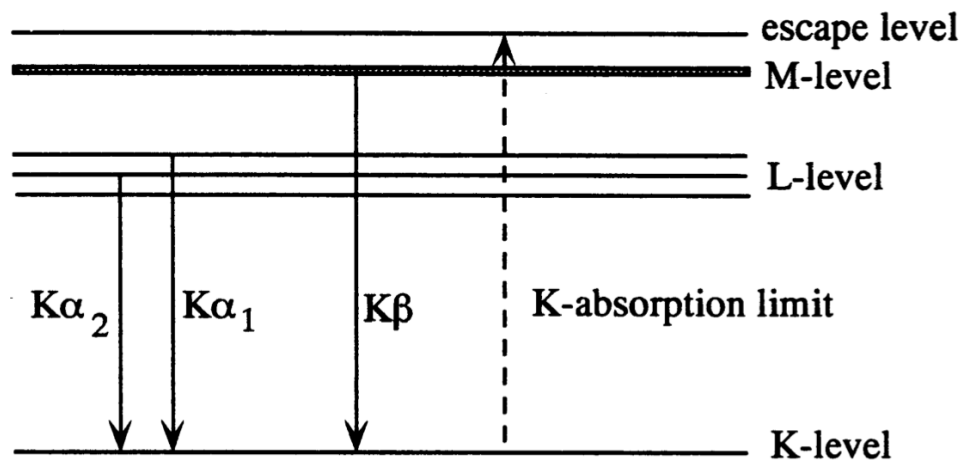 escape level
M-level
L-level
Kα₂
Kα₁
Kβ
K-absorption limit
K-level